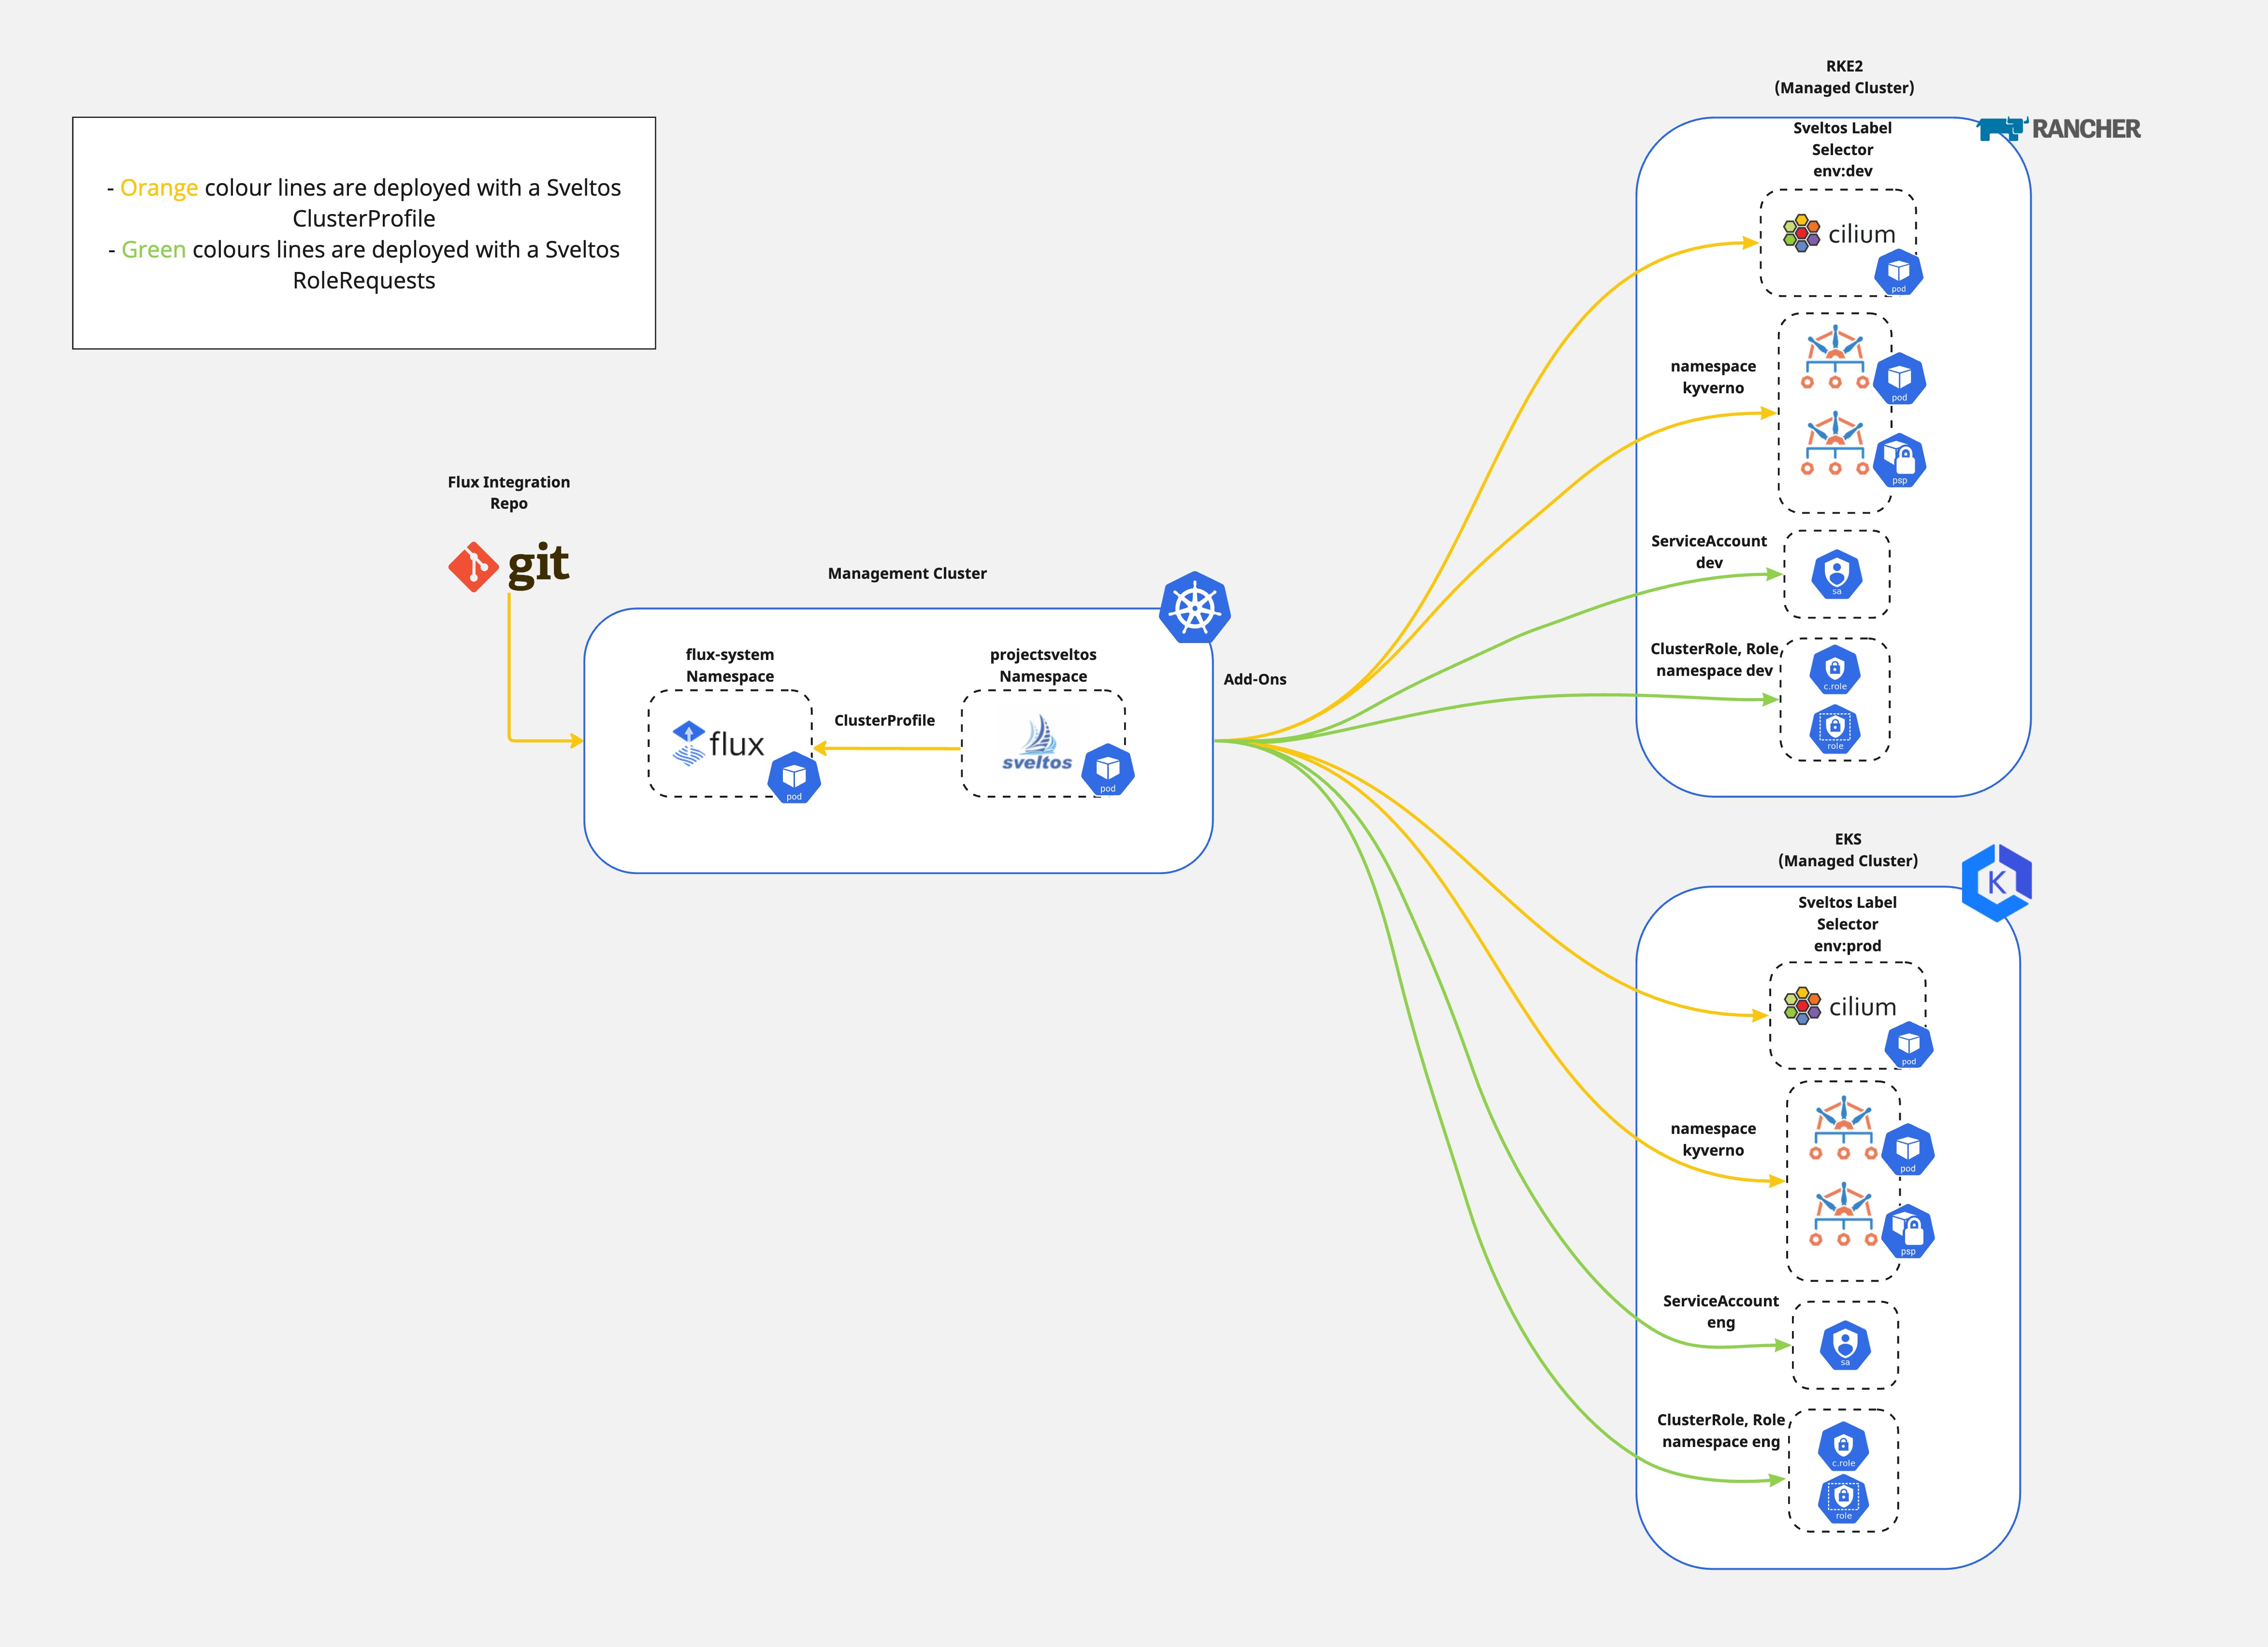 - Orange colour lines are deployed with a Sveltos
ClusterProfile
- Green colours lines are deployed with a Sveltos
RoleRequests
Flux Integration
Repo
git
Management Cluster
flux-system
Namespace
flux
pod
ClusterProfile
projectsveltos
Namespace
sveltos
pod
Add-Ons
RKE2
(Managed Cluster)
RANCHER
Sveltos Label
Selector
env:dev
cilium
pod
namespace
kyverno
pod
psp
ServiceAccount
dev
sa
ClusterRole, Role
namespace dev
c.role
role
EKS
(Managed Cluster)
K
Sveltos Label
Selector
env:prod
cilium
pod
namespace
kyverno
pod
psp
ServiceAccount
eng
sa
ClusterRole, Role
namespace eng
c.role
role